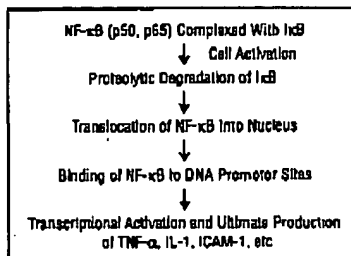 NF-κB (p50, p65) Complexed With IκB
Cell Activation
Proteolytic Degradation of IκB
Translocation of NF-κB Into Nucleus
Binding of NF-κB to DNA Promotor Sites
Transcriptional Activation and Ultimate Production
of TNF-α, IL-1, ICAM-1, etc